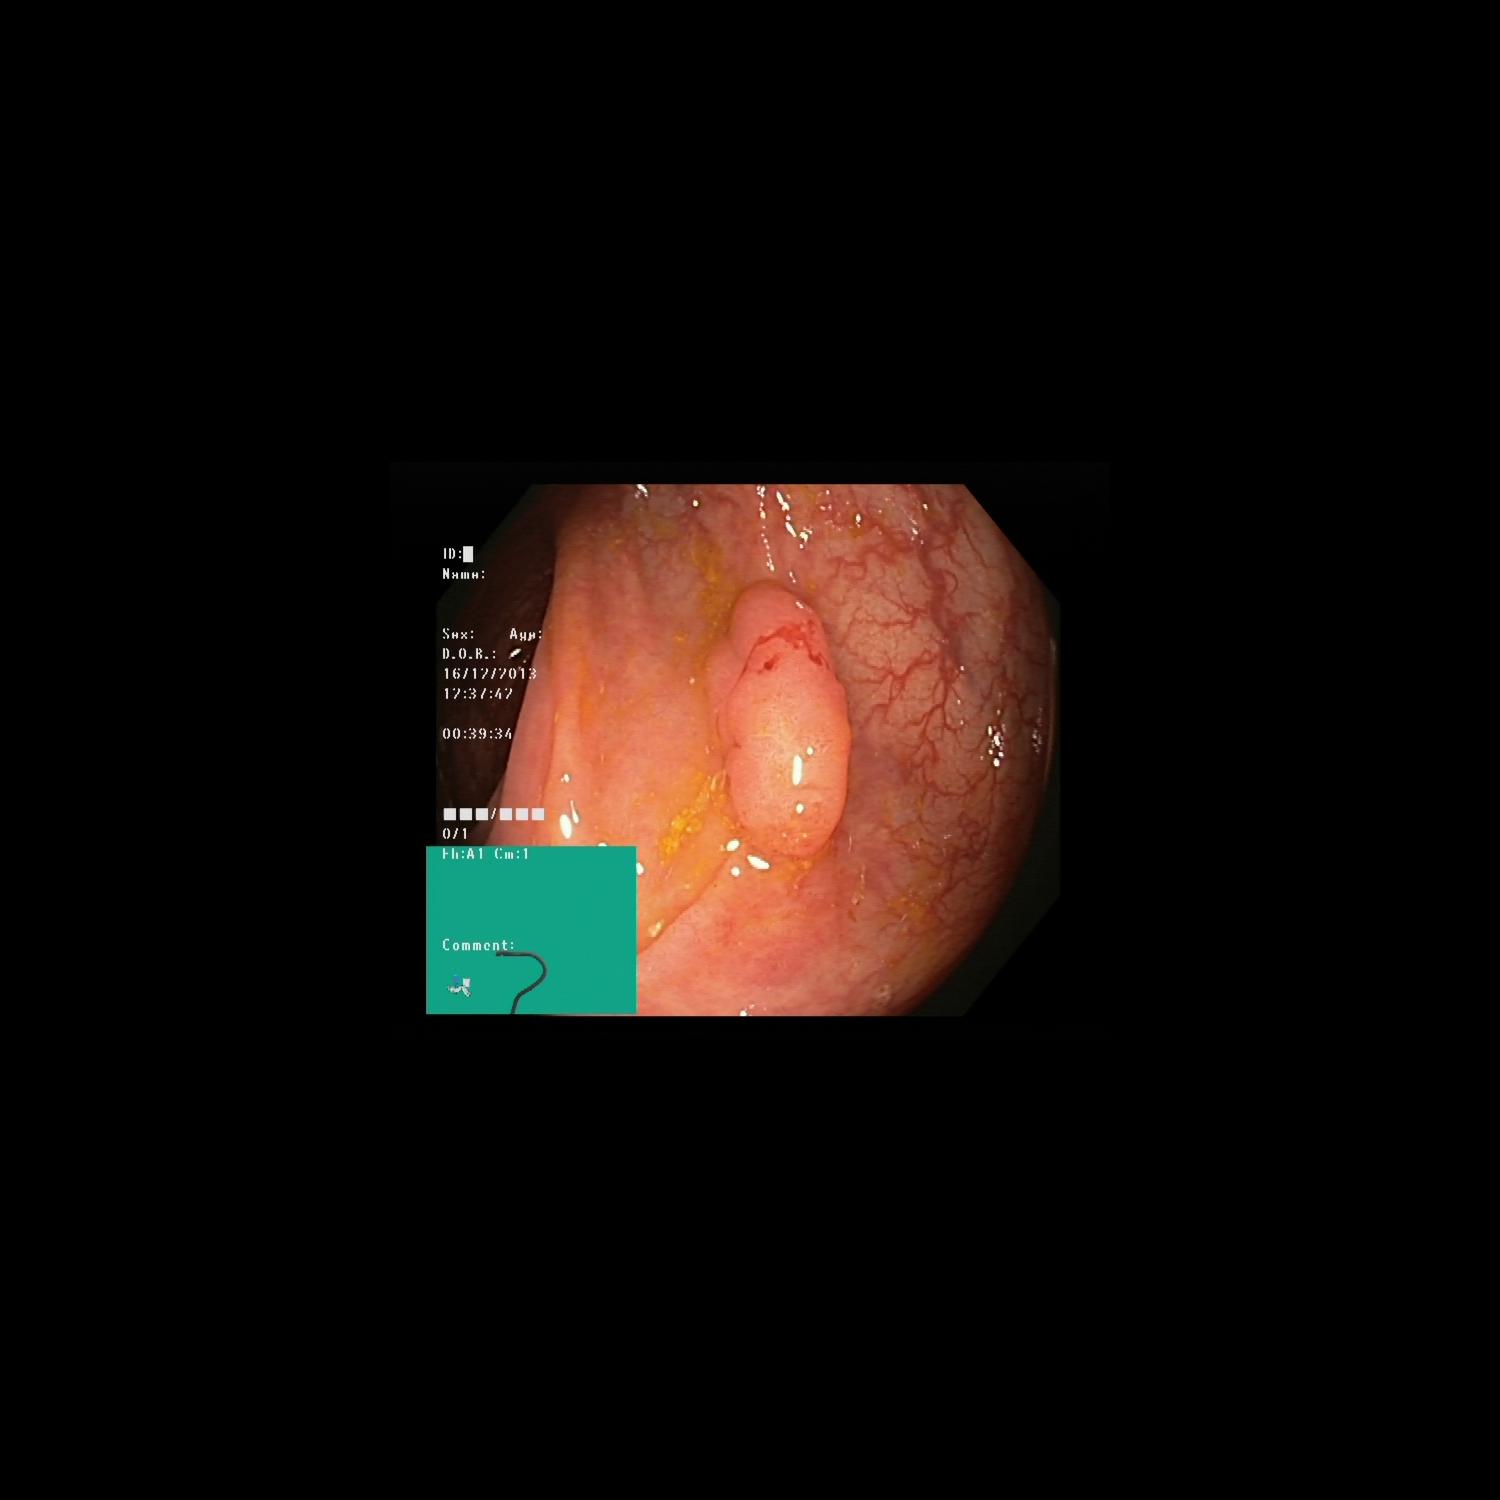 ID:
Name:
Sex: Age:
D.O.B.:
16/12/2013
12:37:42
00:39:34
/
0/1
Eh:A1 Cm:1
Comment: